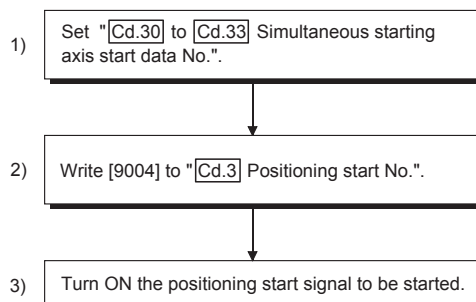 1)
Set "Cd.30 to Cd.33 Simultaneous starting
axis start data No.".
2)
Write [9004] to "Cd.3 Positioning start No.".
3)
Turn ON the positioning start signal to be started.